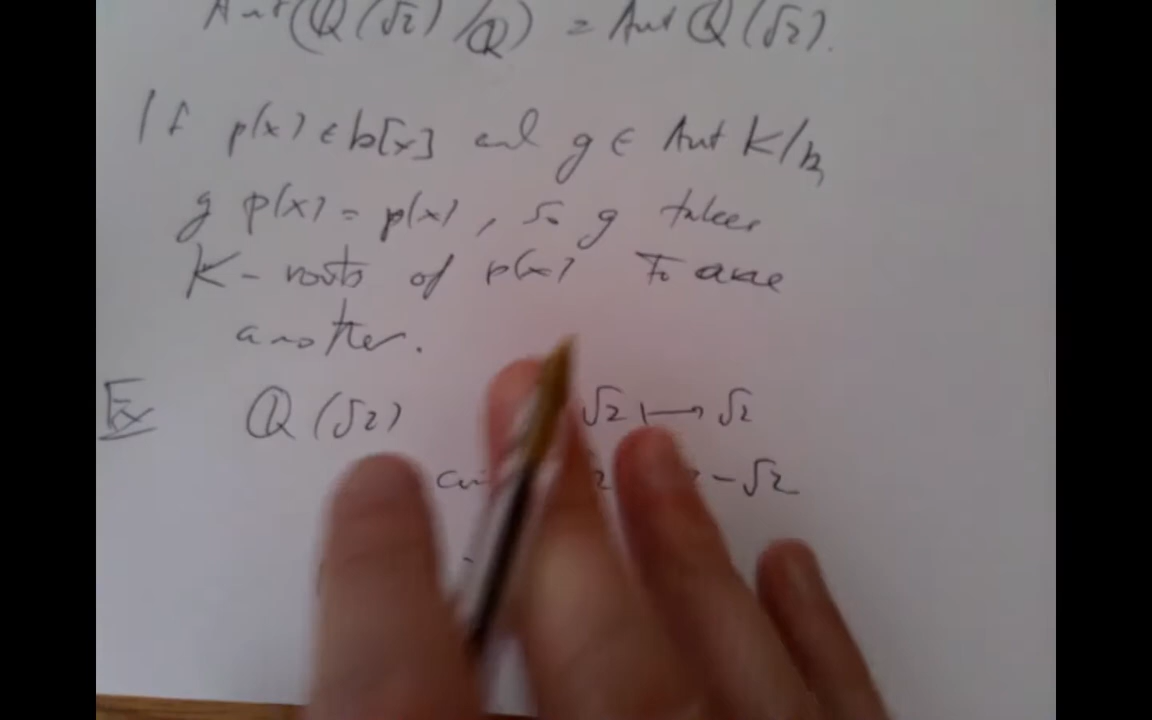 Aut(ℚ(√2)/ℚ) = Aut ℚ(√2).
If p(x) ∈ k[x] and g ∈ Aut K/k,
g p(x) = p(x), so g takes
K-roots of p(x) to one
another.
Ex ℚ(√2) √2 ↦ √2
-√2